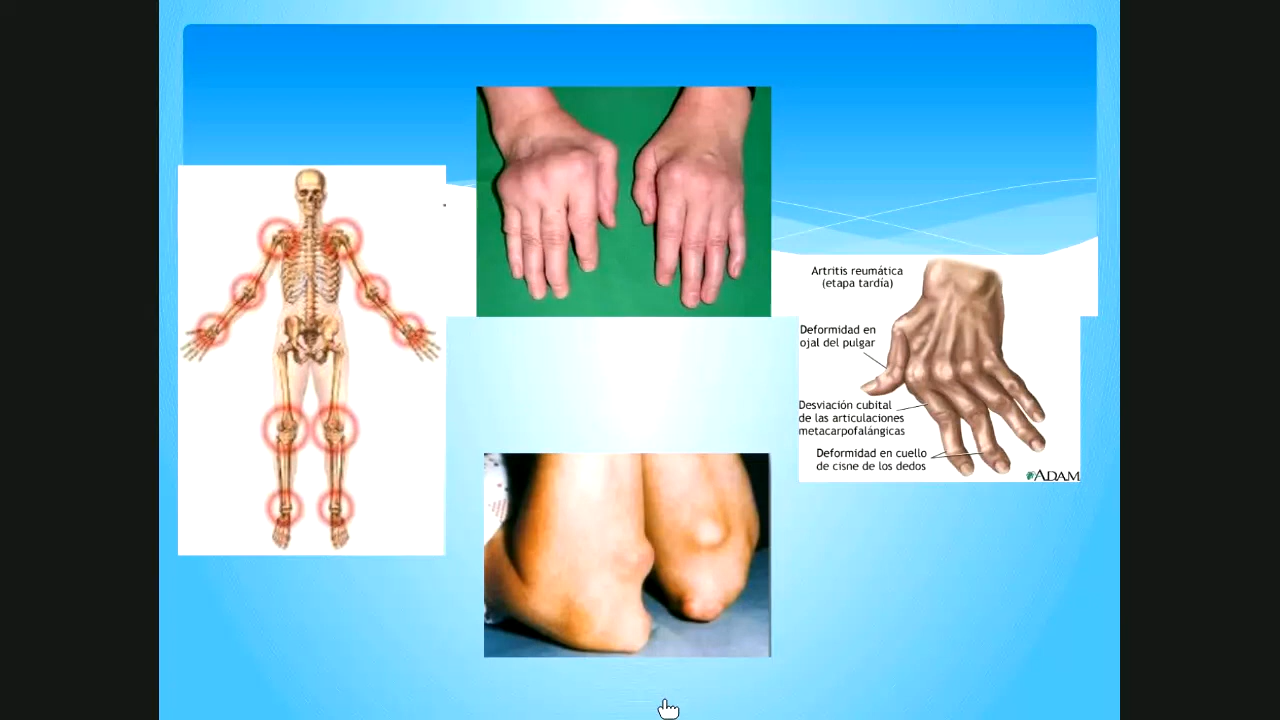 Artritis reumática
(etapa tardía)
Deformidad en
ojal del pulgar
Desviación cubital
de las articulaciones
metacarpofalángicas
Deformidad en cuello
de cisne de los dedos
ADAM